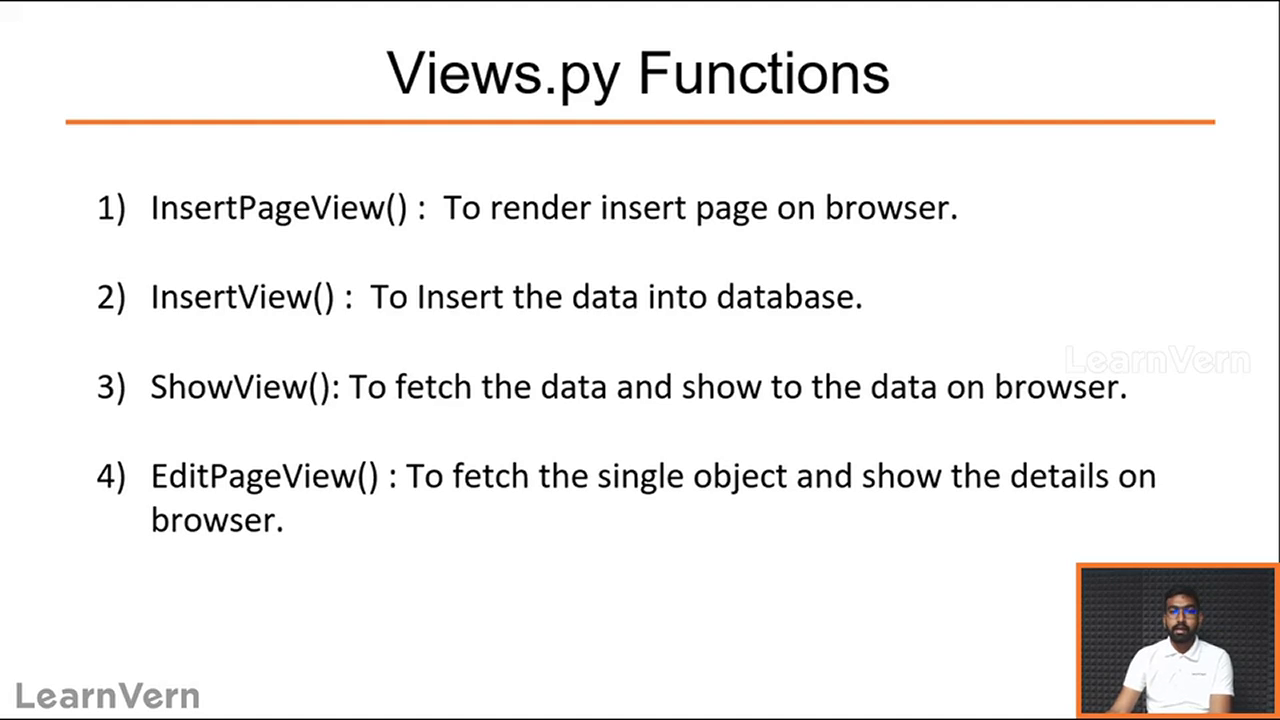 Views.py Functions
1) InsertPageView() : To render insert page on browser.
2) InsertView() : To Insert the data into database.
LearnVern
3) ShowView(): To fetch the data and show to the data on browser.
4) EditPageView() : To fetch the single object and show the details on
browser.
LearnVern